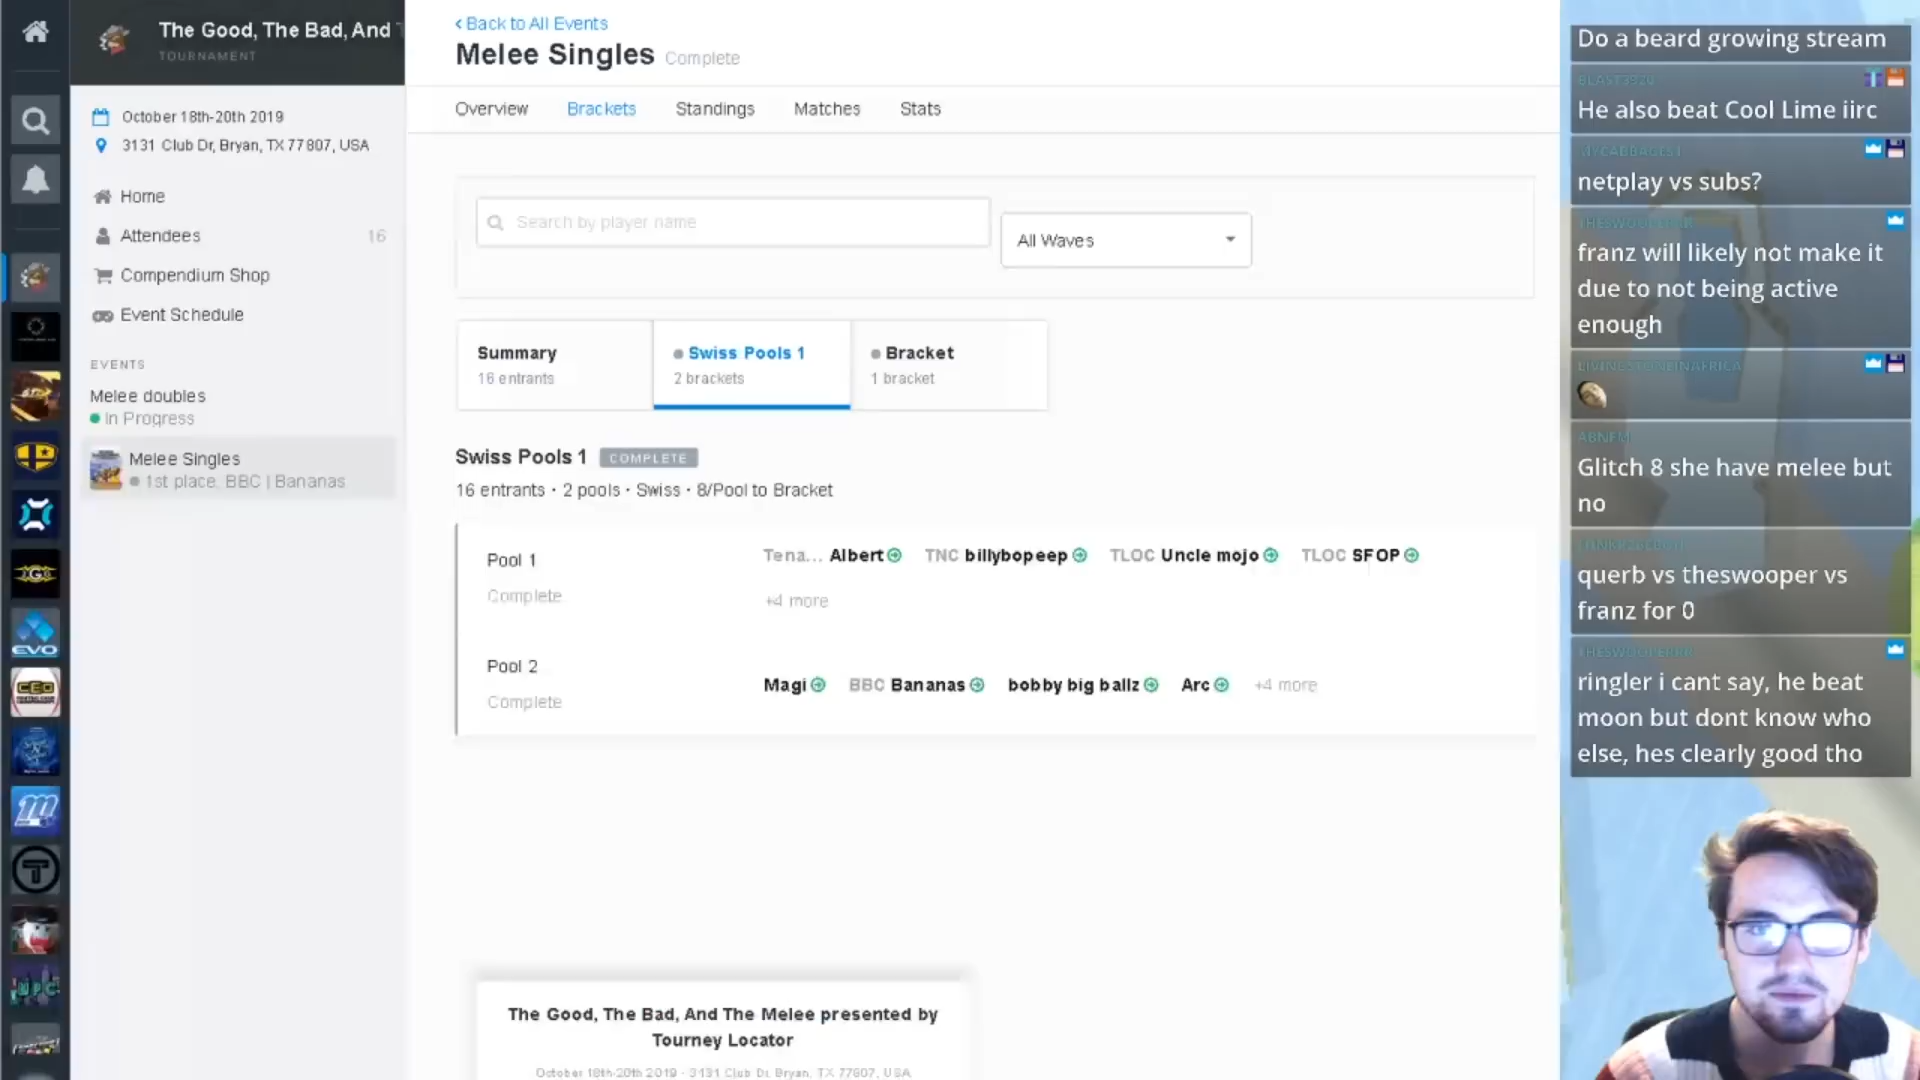 The Good, The Bad, And
TOURNAMENT
October 18th-20th 2019
3131 Club Dr, Bryan, TX 77807, USA
Home
Attendees 16
Compendium Shop
Event Schedule
EVENTS
Melee doubles
In Progress
Melee Singles
1st place: BBC | Bananas
EVO
CEO
Back to All Events
Melee Singles Complete
Overview Brackets Standings Matches Stats
Search by player name
All Waves
Summary
16 entrants
Swiss Pools 1
2 brackets
Bracket
1 bracket
Swiss Pools 1 COMPLETE
16 entrants · 2 pools · Swiss · 8/Pool to Bracket
Pool 1
Complete
Tena... Albert TNC billybopeep TLOC Uncle mojo TLOC SFOP
+4 more
Pool 2
Complete
Magi BBC Bananas bobby big ballz Arc +4 more
The Good, The Bad, And The Melee presented by
Tourney Locator
October 18th-20th 2019 · 3131 Club Dr, Bryan, TX 77807, USA
Do a beard growing stream
He also beat Cool Lime iirc
MYCABBAGES1
netplay vs subs?
franz will likely not make it
due to not being active
enough
LIVINGSTONEINAFRICA
ABNFM
Glitch 8 she have melee but
no
querb vs theswooper vs
franz for 0
ringler i cant say, he beat
moon but dont know who
else, hes clearly good tho